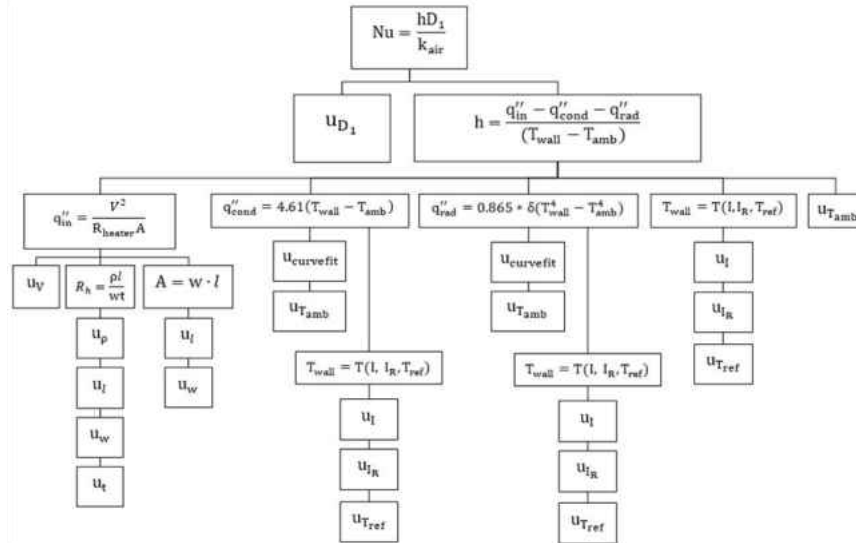 Nu = hD₁/k_air
u_D₁
h = (q″_in − q″_cond − q″_rad)/(T_wall − T_amb)
q″_in = V²/(R_heater A)
q″_cond = 4.61(T_wall − T_amb)
q″_rad = 0.865 * δ(T⁴_wall − T⁴_amb)
T_wall = T(I, I_R, T_ref)
u_T_amb
u_V
R_h = ρl/wt
A = w · l
u_ρ
u_l
u_w
u_t
u_l
u_w
u_curvefit
u_T_amb
T_wall = T(I, I_R, T_ref)
u_I
u_I_R
u_T_ref
u_curvefit
u_T_amb
T_wall = T(I, I_R, T_ref)
u_I
u_I_R
u_T_ref
u_I
u_I_R
u_T_ref